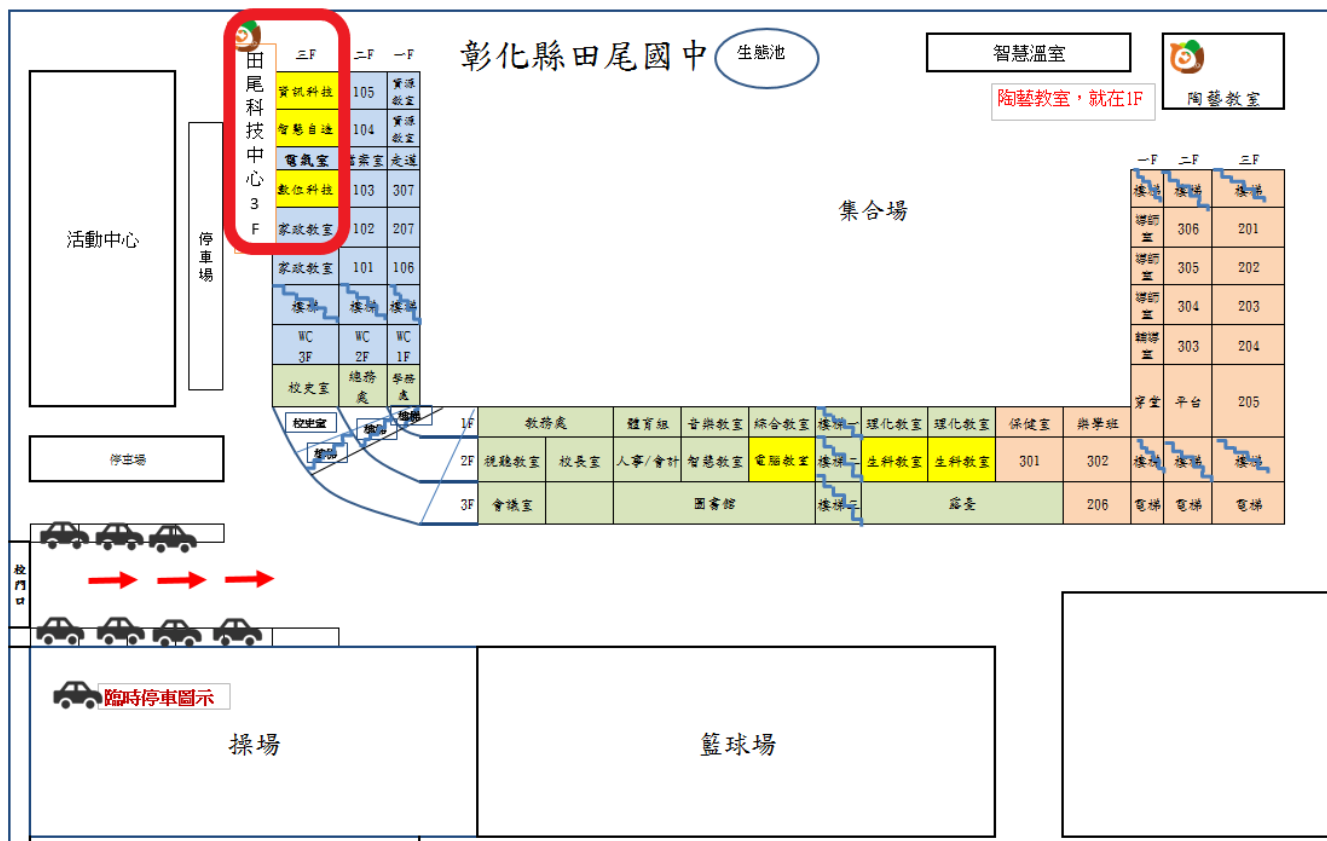 彰化縣田尾國中
生態池
智慧溫室
陶藝教室
陶藝教室，就在1F
田尾科技中心3F
三F 二F 一F
資訊科技 105 資源教室
智慧自造 104 資源教室
電氣室 檔案室 走道
數位科技 103 307
家政教室 102 207
家政教室 101 106
樓梯 樓梯 樓梯
WC 3F WC 2F WC 1F
校史室 總務處 學務處
活動中心
停車場
停車場
集合場
一F 二F 三F
樓梯 樓梯 樓梯
導師室 306 201
導師室 305 202
導師室 304 203
輔導室 303 204
穿堂 平台 205
樓梯 樓梯 樓梯
電梯 電梯 電梯
校史室 樓梯 樓梯 樓梯
1F 教務處 體育組 音樂教室 綜合教室 樓梯一 理化教室 理化教室 保健室 樂學班
2F 視聽教室 校長室 人事/會計 智慧教室 電腦教室 樓梯二 生科教室 生科教室 301 302
3F 會議室 圖書館 樓梯三 露臺 206
校門口
臨時停車圖示
操場
籃球場